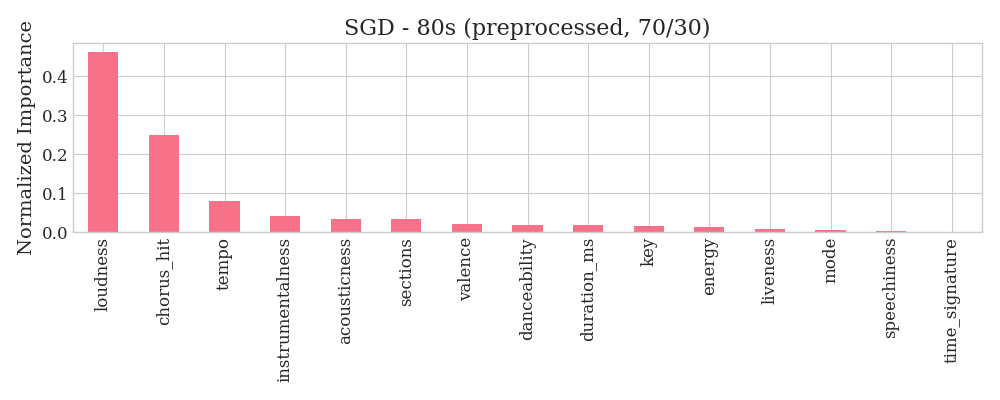 SGD - 80s (preprocessed, 70/30)
Normalized Importance
0.4
0.3
0.2
0.1
0.0
loudness
chorus_hit
tempo
instrumentalness
acousticness
sections
valence
danceability
duration_ms
key
energy
liveness
mode
speechiness
time_signature